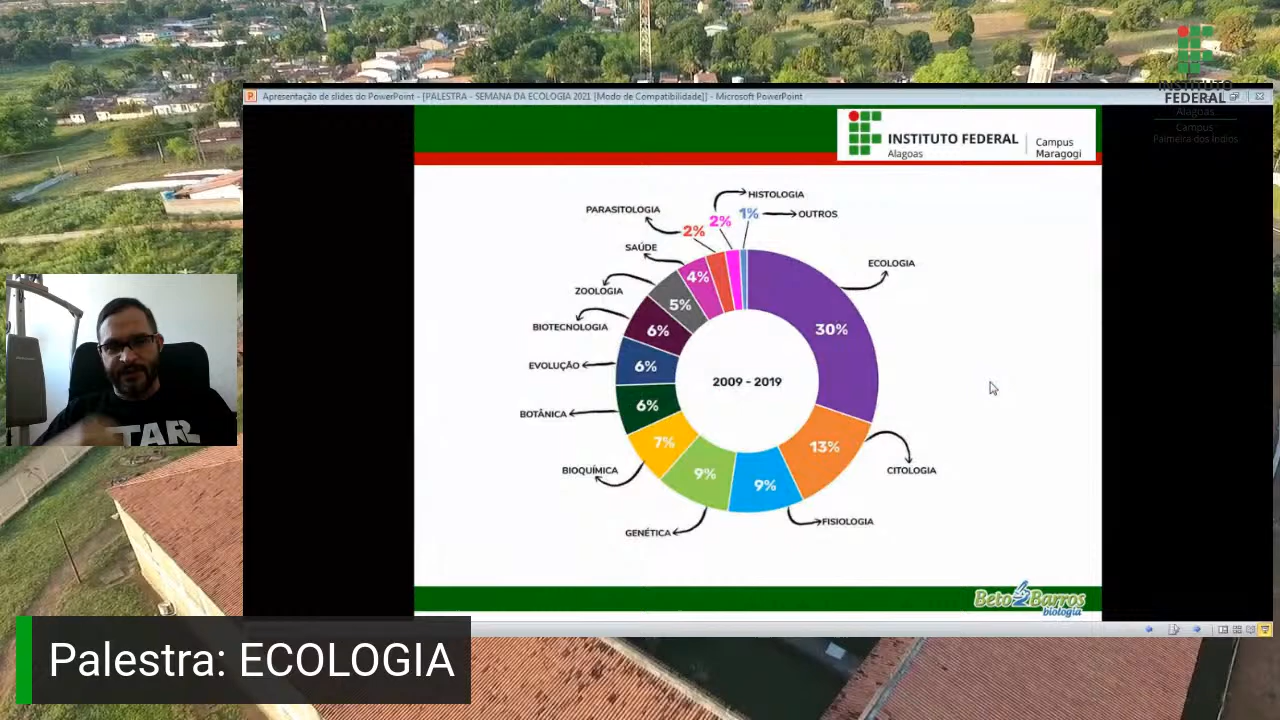 Apresentação de slides do PowerPoint - [PALESTRA - SEMANA DA ECOLOGIA 2021 [Modo de Compatibilidade]] - Microsoft PowerPoint
INSTITUTO
FEDERAL
Alagoas
Campus
Palmeira dos Índios
INSTITUTO FEDERAL
Alagoas
Campus
Maragogi
HISTOLOGIA
PARASITOLOGIA
2%
2%
1%
OUTROS
SAÚDE
4%
ECOLOGIA
30%
ZOOLOGIA
5%
BIOTECNOLOGIA
6%
EVOLUÇÃO
6%
2009 - 2019
BOTÂNICA
6%
BIOQUÍMICA
7%
13%
CITOLOGIA
9%
9%
GENÉTICA
FISIOLOGIA
Beto Barros
biologia
STAR
Palestra: ECOLOGIA